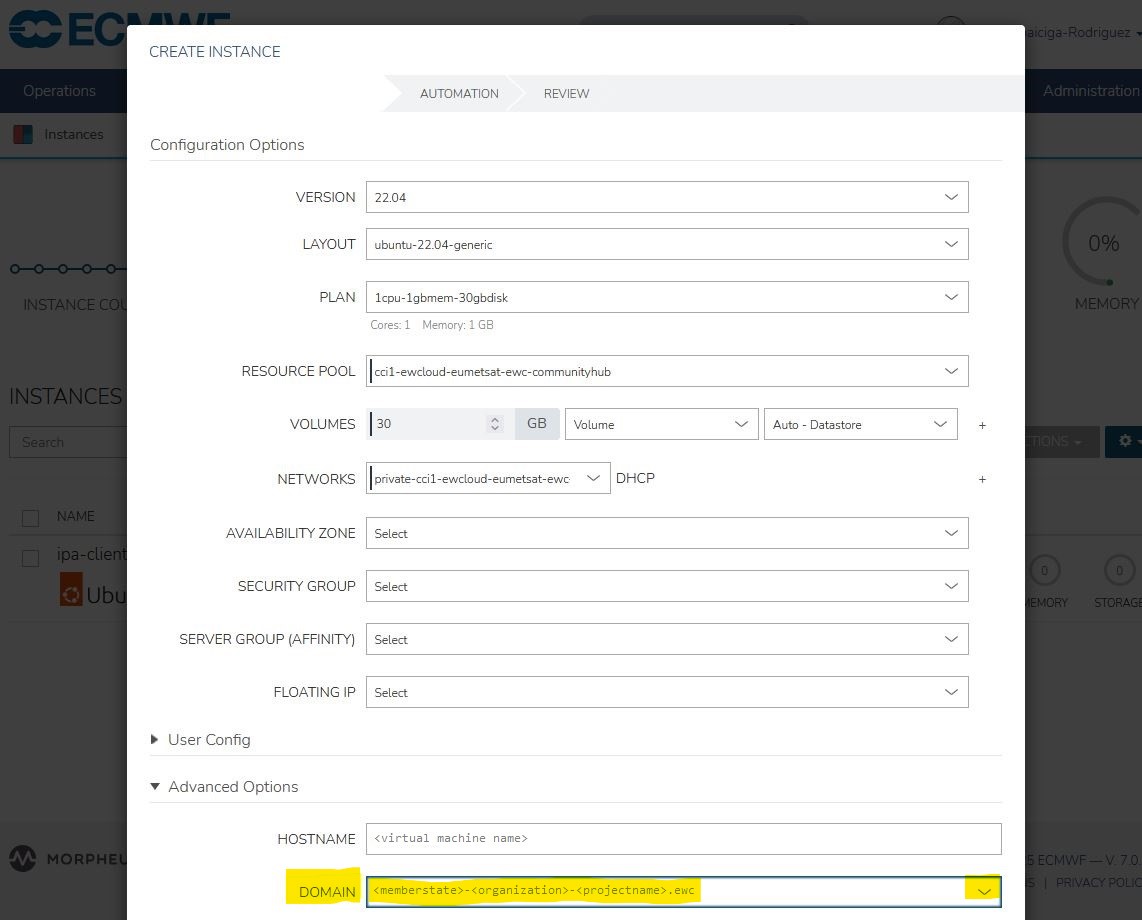 ECMWF
CREATE INSTANCE
aiciga-Rodriguez
Operations
Administration
AUTOMATION
REVIEW
Instances
Configuration Options
VERSION 22.04
LAYOUT ubuntu-22.04-generic
0%
PLAN 1cpu-1gbmem-30gbdisk
INSTANCE COU
MEMORY
Cores: 1 Memory: 1 GB
RESOURCE POOL cci1-ewcloud-eumetsat-ewc-communityhub
INSTANCES
VOLUMES 30 GB Volume Auto - Datastore +
Search
CTIONS
NETWORKS private-cci1-ewcloud-eumetsat-ewc- DHCP +
NAME
AVAILABILITY ZONE Select
ipa-client
0 0
SECURITY GROUP Select
Ubu
MEMORY STORAGE
SERVER GROUP (AFFINITY) Select
FLOATING IP Select
User Config
Advanced Options
HOSTNAME <virtual machine name>
MORPHEU
5 ECMWF — V. 7.0.
S | PRIVACY POLIC
DOMAIN <memberstate>-<organization>-<projectname>.ewc